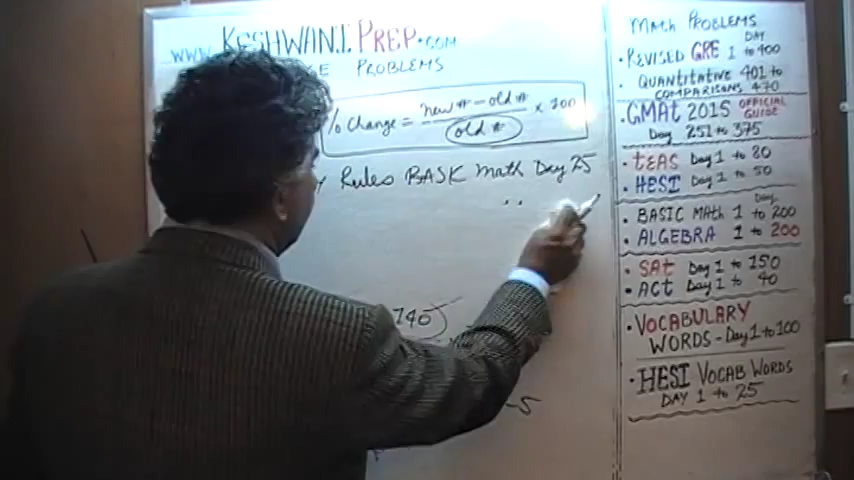 KESHWANI PREP
WWW. .COM
PROBLEMS
% Change = new # - old # × 100
old #
Rules BASK Math Day 25
740
-5
MATH PROBLEMS
DAY
• REVISED GRE 1 to 400
• QUANTITATIVE 401 to
COMPARISONS 470
• GMAT 2015 OFFICIAL
GUIDE
Day 251 to 375
• TEAS Day 1 to 80
• HESI Day 1 to 50
Day
• BASIC MATH 1 to 200
• ALGEBRA 1 to 200
• SAT Day 1 to 150
• ACT Day 1 to 40
• VOCABULARY
WORDS - Day 1 to 100
• HESI VOCAB WORDS
DAY 1 to 25